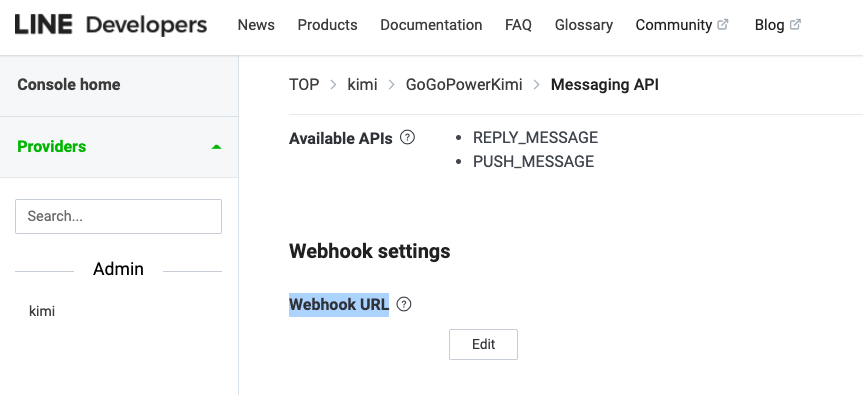 LINE Developers News Products Documentation FAQ Glossary Community Blog
Console home
TOP kimi GoGoPowerKimi Messaging API
Providers
Available APIs
REPLY_MESSAGE
PUSH_MESSAGE
Search...
Admin
kimi
Webhook settings
Webhook URL
Edit